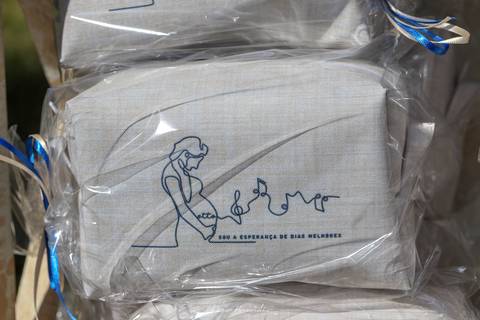 SOU A ESPERANÇA DE DIAS MELHORES